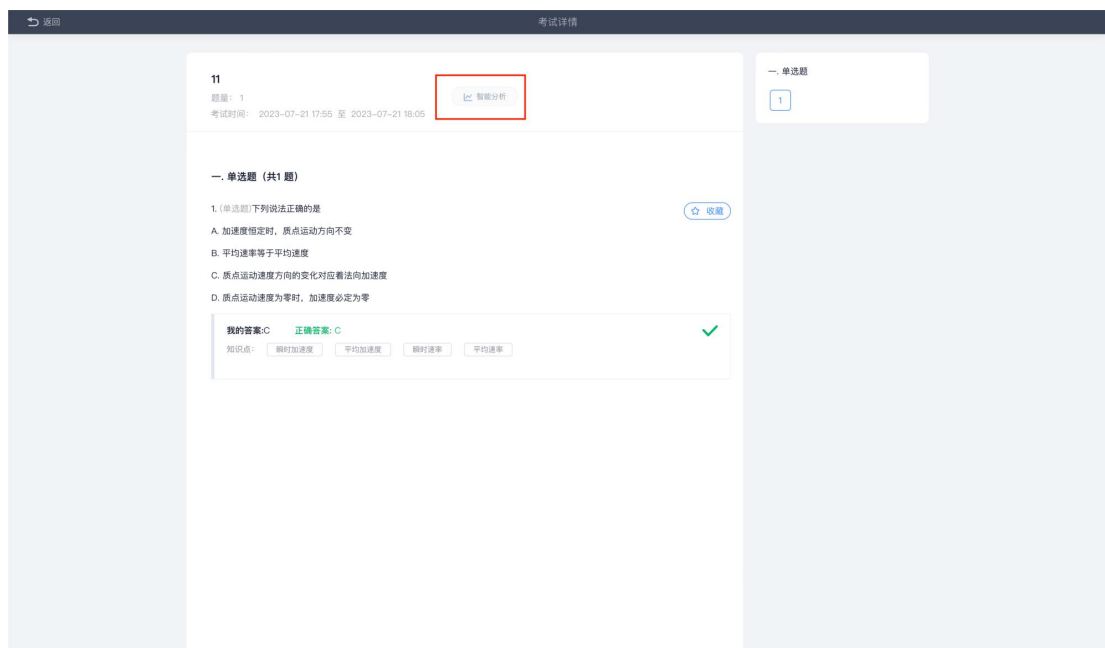 返回
考试详情
11
题量： 1
智能分析
考试时间： 2023-07-21 17:55 至 2023-07-21 18:05
一. 单选题（共1 题）
1. (单选题)下列说法正确的是
收藏
A. 加速度恒定时，质点运动方向不变
B. 平均速率等于平均速度
C. 质点运动速度方向的变化对应着法向加速度
D. 质点运动速度为零时，加速度必定为零
我的答案:C 正确答案: C
知识点： 瞬时加速度 平均加速度 瞬时速率 平均速率
一. 单选题
1